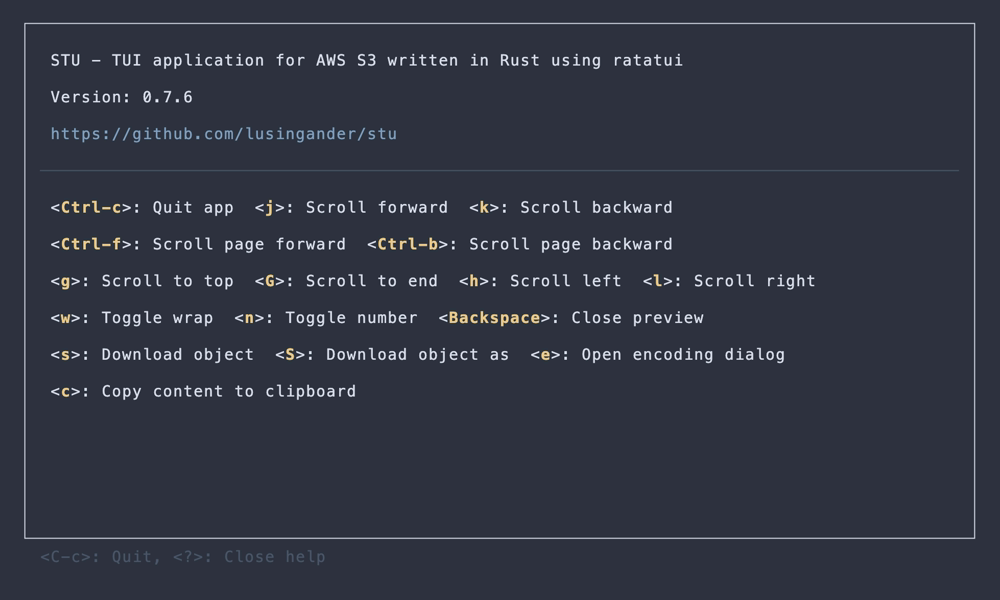 STU - TUI application for AWS S3 written in Rust using ratatui
Version: 0.7.6
https://github.com/lusingander/stu
<Ctrl-c>: Quit app  <j>: Scroll forward  <k>: Scroll backward
<Ctrl-f>: Scroll page forward  <Ctrl-b>: Scroll page backward
<g>: Scroll to top  <G>: Scroll to end  <h>: Scroll left  <l>: Scroll right
<w>: Toggle wrap  <n>: Toggle number  <Backspace>: Close preview
<s>: Download object  <S>: Download object as  <e>: Open encoding dialog
<c>: Copy content to clipboard
<C-c>: Quit, <?>: Close help